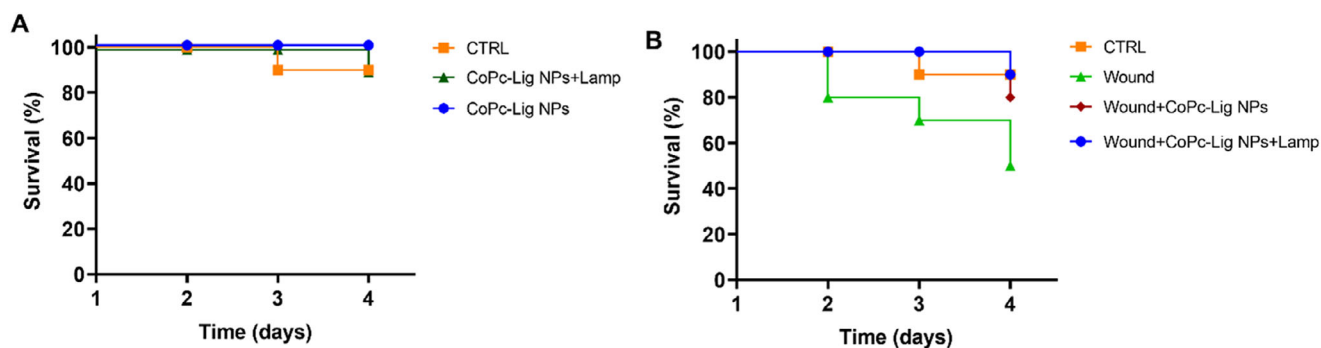 A
100
80
60
40
20
0
Survival (%)
1 2 3 4
Time (days)
CTRL
CoPc-Lig NPs+Lamp
CoPc-Lig NPs
B
100
80
60
40
20
0
Survival (%)
1 2 3 4
Time (days)
CTRL
Wound
Wound+CoPc-Lig NPs
Wound+CoPc-Lig NPs+Lamp